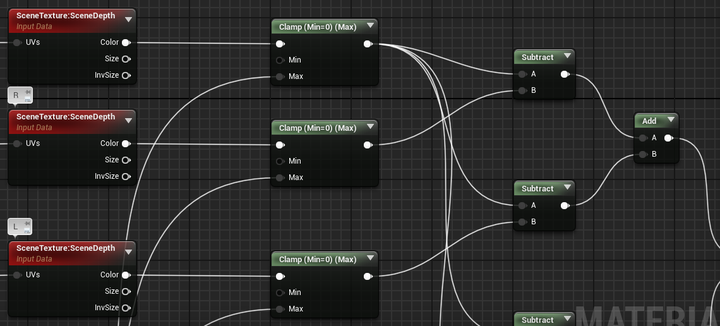 SceneTexture:SceneDepth
Input Data
UVs
Color
Size
InvSize
Clamp (Min=0) (Max)
Min
Max
Subtract
A
B
R
SceneTexture:SceneDepth
Input Data
UVs
Color
Size
InvSize
Clamp (Min=0) (Max)
Min
Max
Add
A
B
Subtract
A
B
L
SceneTexture:SceneDepth
Input Data
UVs
Color
Size
InvSize
Clamp (Min=0) (Max)
Min
Max
Subtract
MATERIA